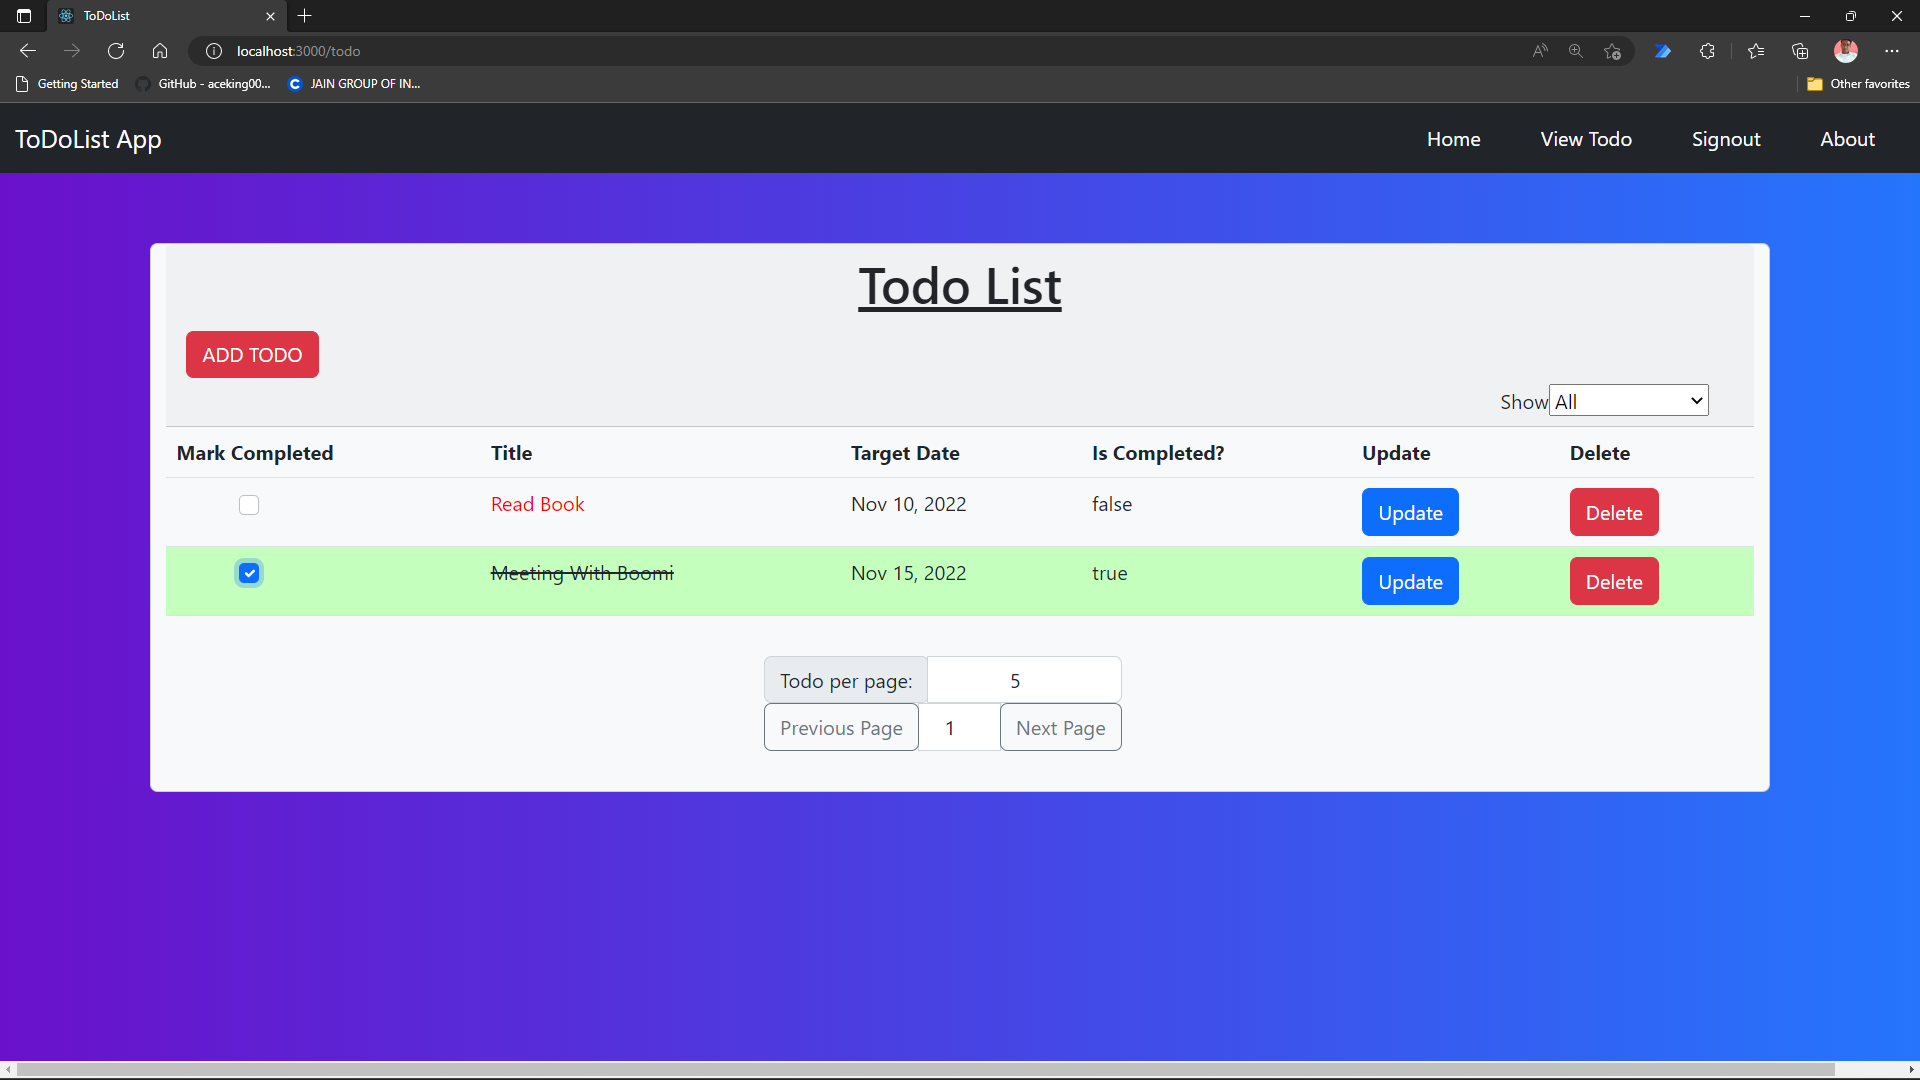 ToDoList
localhost:3000/todo
Getting Started GitHub - aceking00... JAIN GROUP OF IN... Other favorites
ToDoList App Home View Todo Signout About
Todo List
ADD TODO
Show All
Mark Completed Title Target Date Is Completed? Update Delete
Read Book Nov 10, 2022 false Update Delete
Meeting With Boomi Nov 15, 2022 true Update Delete
Todo per page: 5
Previous Page 1 Next Page